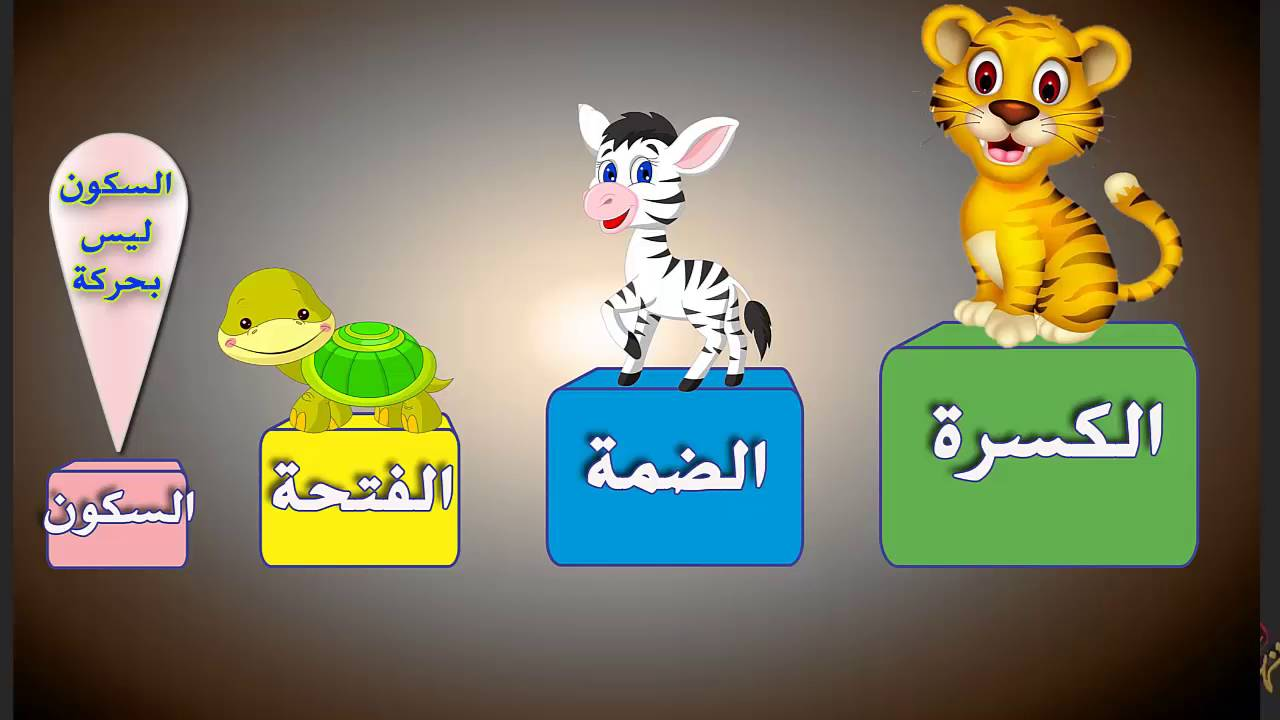 الكسرة
الضمة
الفتحة
السكون
ليس
بحركة
السكون